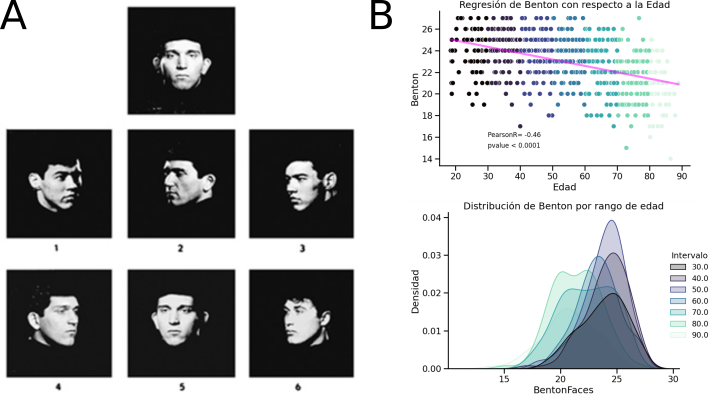 A
1
2
3
4
5
6
B
Regresión de Benton con respecto a la Edad
Benton
26
24
22
20
18
16
14
PearsonR= -0.46
pvalue < 0.0001
20 30 40 50 60 70 80 90
Edad
Distribución de Benton por rango de edad
Densidad
0.04
0.03
0.02
0.01
0.00
15 20 25 30
BentonFaces
Intervalo
30.0
40.0
50.0
60.0
70.0
80.0
90.0